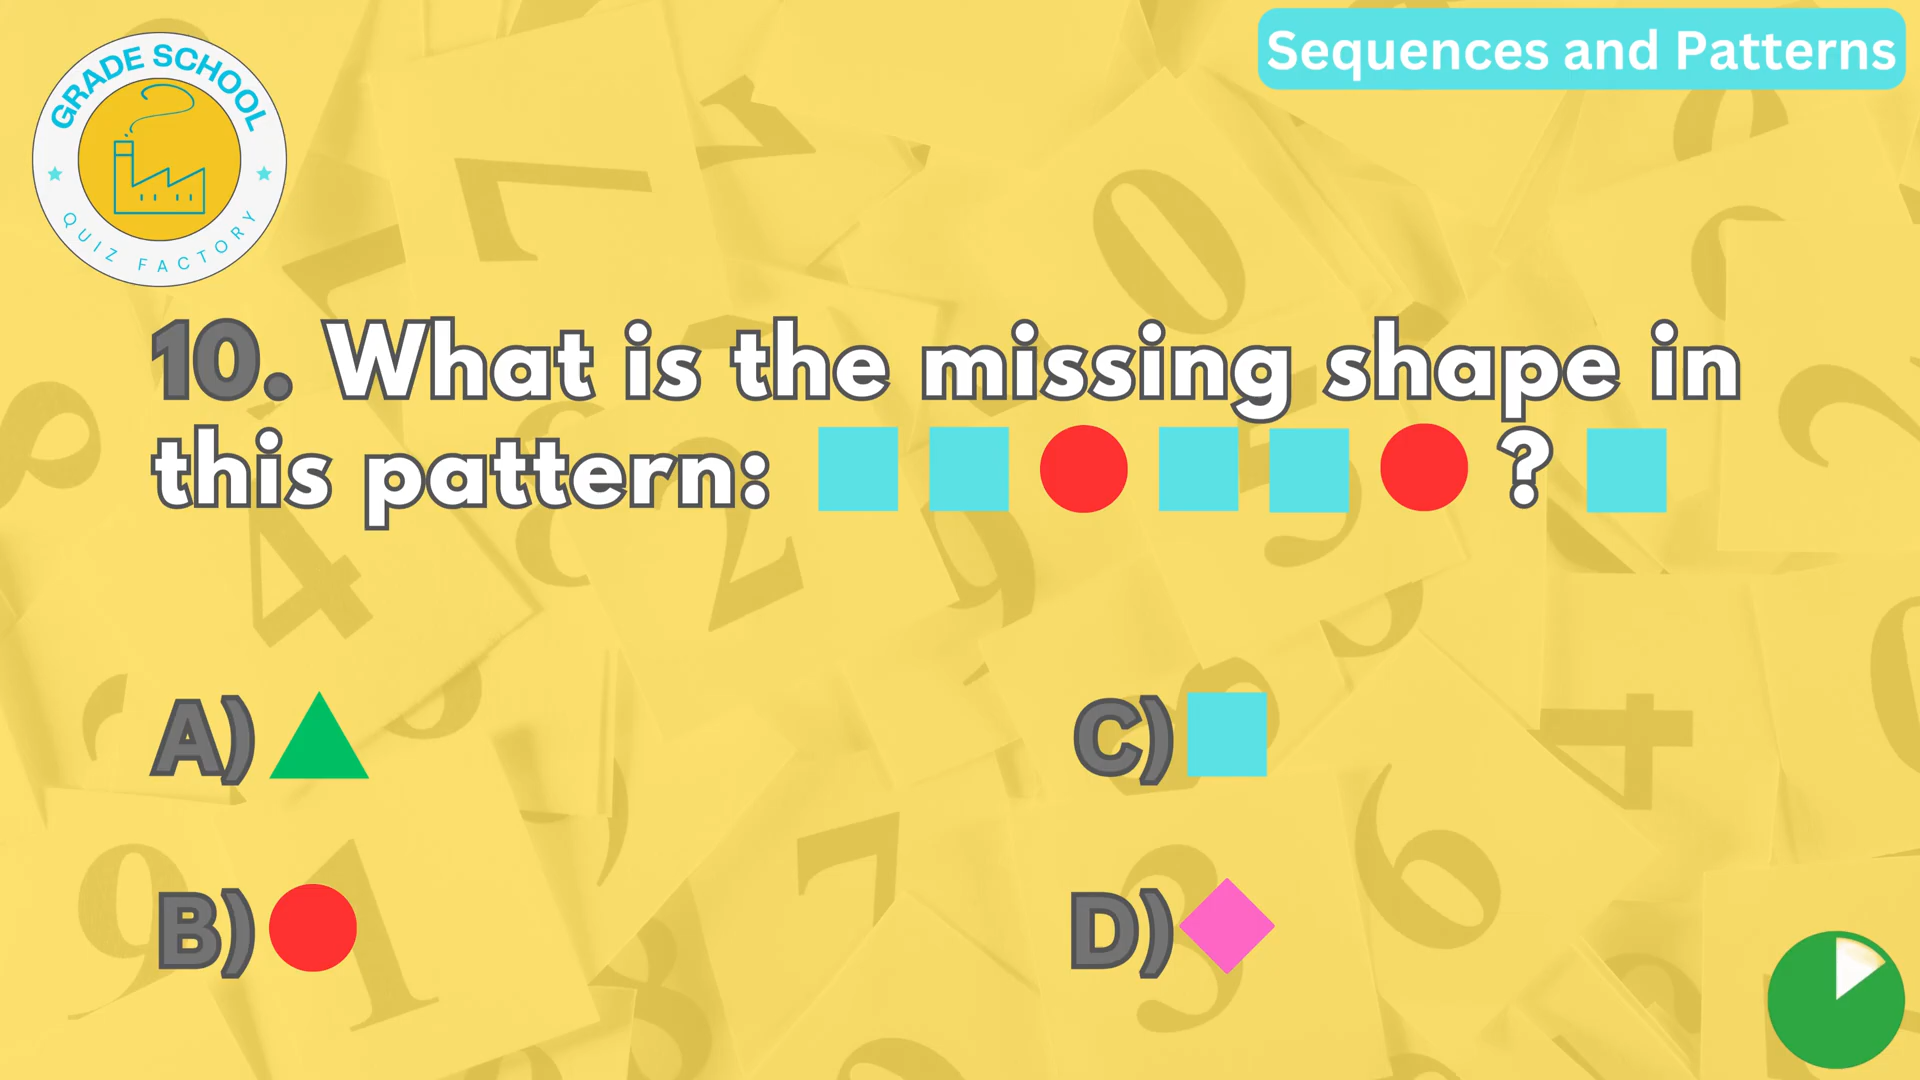 GRADE SCHOOL
QUIZ FACTORY
Sequences and Patterns
10. What is the missing shape in
this pattern: ?
A)
C)
B)
D)